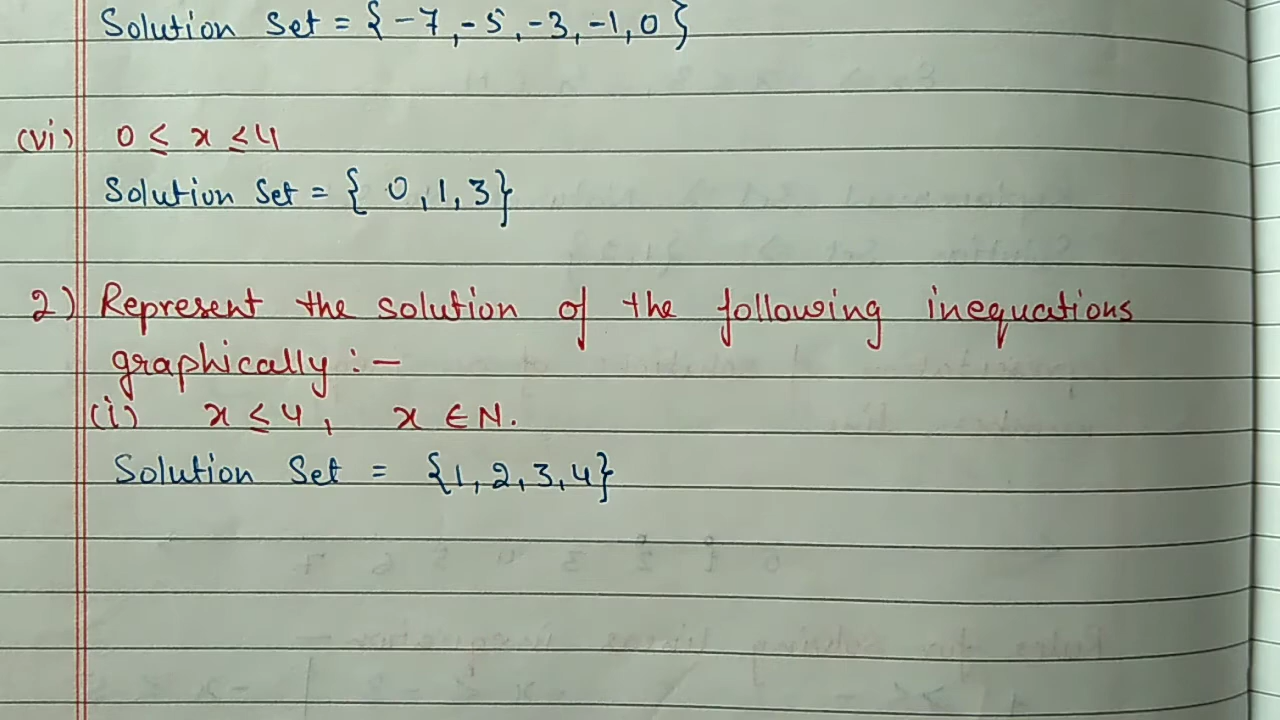 Solution Set = {-7, -5, -3, -1, 0}
(vi) 0 ≤ x ≤ 4
Solution Set = { 0, 1, 3}
2) Represent the solution of the following inequations
graphically : -
(i) x ≤ 4, x ∈ N.
Solution Set = {1, 2, 3, 4}